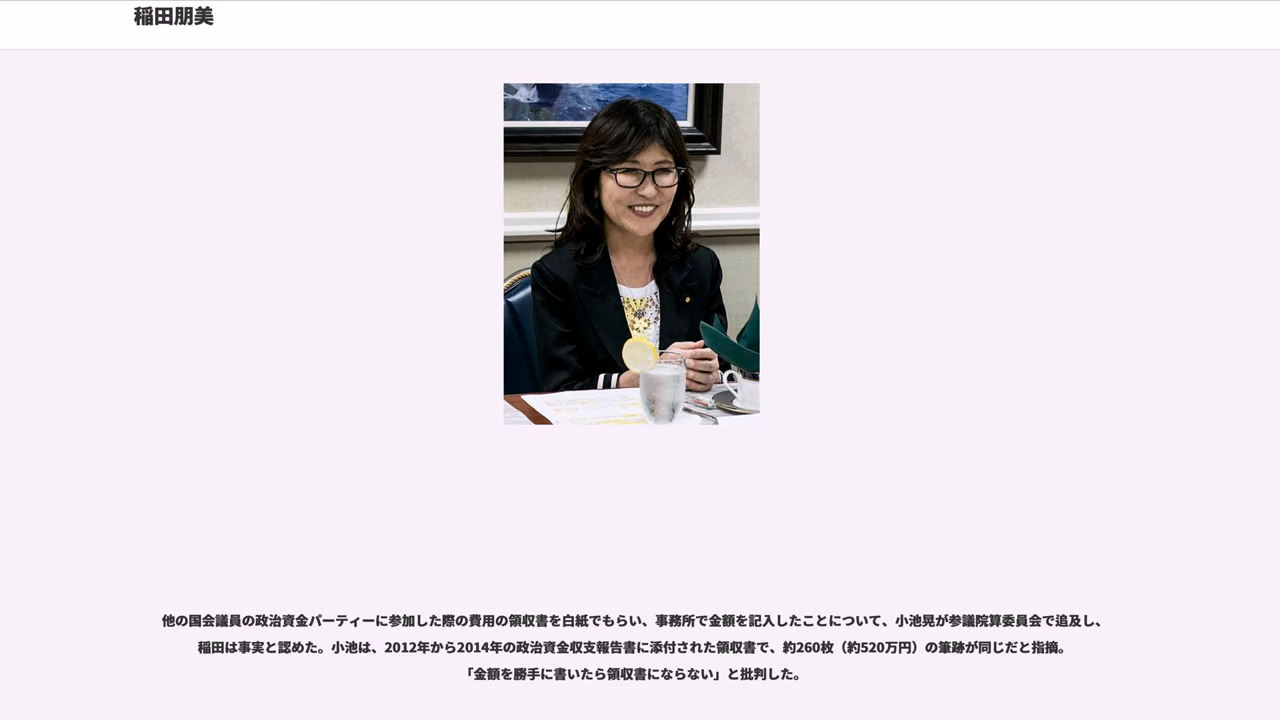 稲田朋美
他の国会議員の政治資金パーティーに参加した際の費用の領収書を白紙でもらい、事務所で金額を記入したことについて、小池晃が参議院算委員会で追及し、
稲田は事実と認めた。小池は、2012年から2014年の政治資金収支報告書に添付された領収書で、約260枚（約520万円）の筆跡が同じだと指摘。
「金額を勝手に書いたら領収書にならない」と批判した。